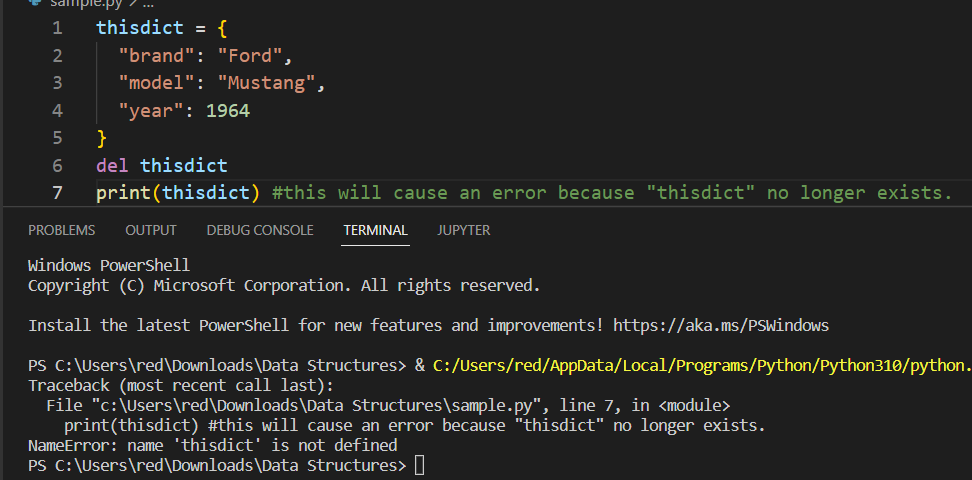 sample.py > ...
1 thisdict = {
2 "brand": "Ford",
3 "model": "Mustang",
4 "year": 1964
5 }
6 del thisdict
7 print(thisdict) #this will cause an error because "thisdict" no longer exists.
PROBLEMS OUTPUT DEBUG CONSOLE TERMINAL JUPYTER
Windows PowerShell
Copyright (C) Microsoft Corporation. All rights reserved.
Install the latest PowerShell for new features and improvements! https://aka.ms/PSWindows
PS C:\Users\red\Downloads\Data Structures> & C:/Users/red/AppData/Local/Programs/Python/Python310/python.
Traceback (most recent call last):
File "c:\Users\red\Downloads\Data Structures\sample.py", line 7, in <module>
print(thisdict) #this will cause an error because "thisdict" no longer exists.
NameError: name 'thisdict' is not defined
PS C:\Users\red\Downloads\Data Structures>